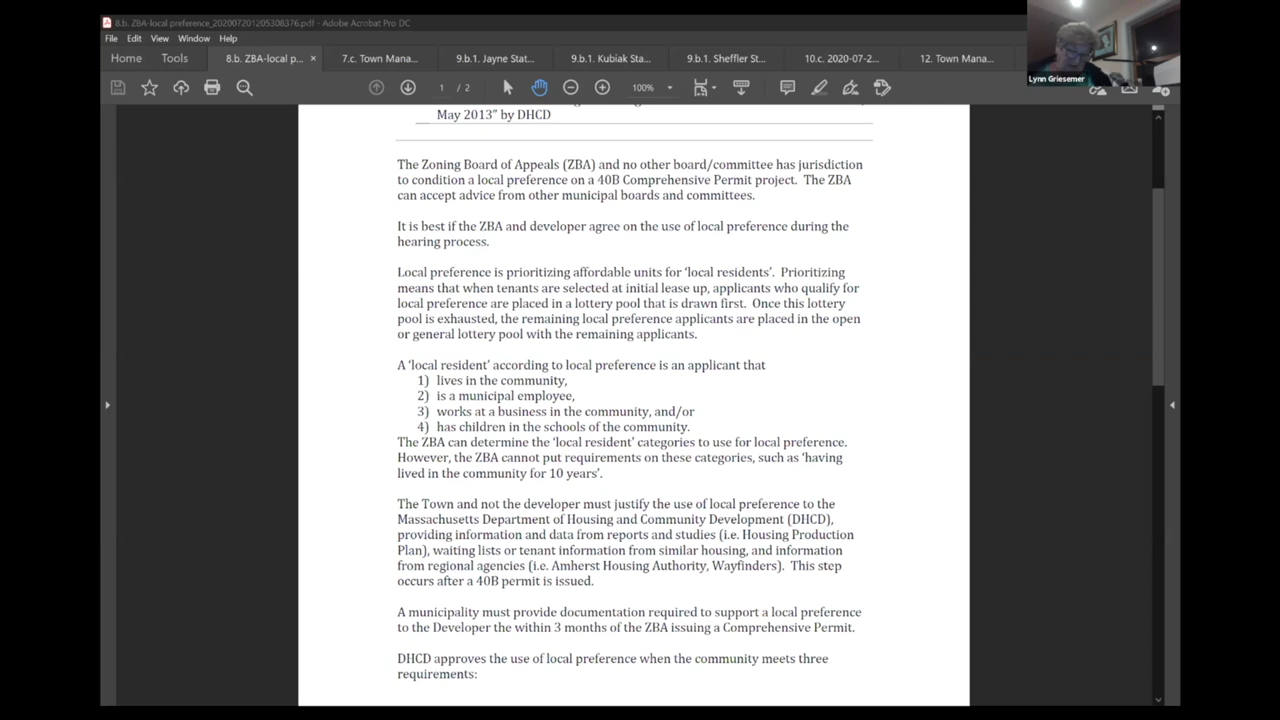 8.b. ZBA-local preference_202007201205308376.pdf - Adobe Acrobat Pro DC
File Edit View Window Help
Home Tools 8.b. ZBA-local p... × 7.c. Town Mana... 9.b.1. Jayne Stat... 9.b.1. Kubiak Sta... 9.b.1. Sheffler St... 10.c. 2020-07-2... 12. Town Mana...
Lynn Griesemer
1 / 2 100%
May 2013" by DHCD
The Zoning Board of Appeals (ZBA) and no other board/committee has jurisdiction
to condition a local preference on a 40B Comprehensive Permit project. The ZBA
can accept advice from other municipal boards and committees.
It is best if the ZBA and developer agree on the use of local preference during the
hearing process.
Local preference is prioritizing affordable units for 'local residents'. Prioritizing
means that when tenants are selected at initial lease up, applicants who qualify for
local preference are placed in a lottery pool that is drawn first. Once this lottery
pool is exhausted, the remaining local preference applicants are placed in the open
or general lottery pool with the remaining applicants.
A 'local resident' according to local preference is an applicant that
1) lives in the community,
2) is a municipal employee,
3) works at a business in the community, and/or
4) has children in the schools of the community.
The ZBA can determine the 'local resident' categories to use for local preference.
However, the ZBA cannot put requirements on these categories, such as 'having
lived in the community for 10 years'.
The Town and not the developer must justify the use of local preference to the
Massachusetts Department of Housing and Community Development (DHCD),
providing information and data from reports and studies (i.e. Housing Production
Plan), waiting lists or tenant information from similar housing, and information
from regional agencies (i.e. Amherst Housing Authority, Wayfinders). This step
occurs after a 40B permit is issued.
A municipality must provide documentation required to support a local preference
to the Developer the within 3 months of the ZBA issuing a Comprehensive Permit.
DHCD approves the use of local preference when the community meets three
requirements: